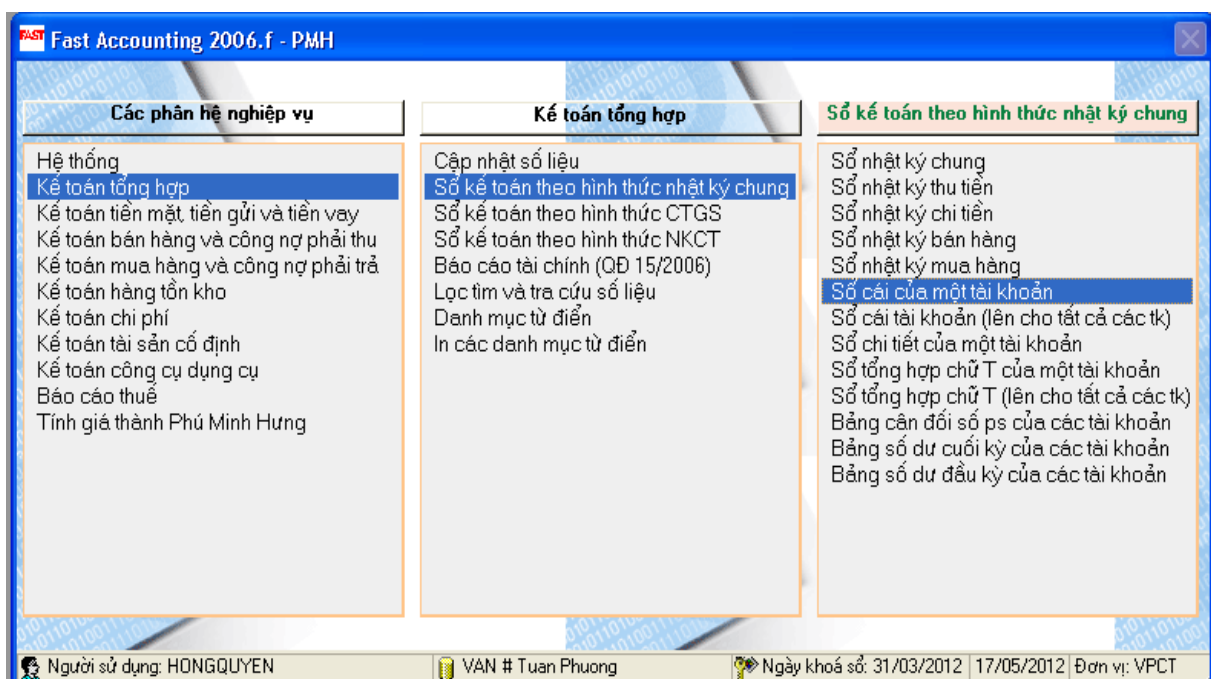 FAST Fast Accounting 2006.f - PMH
Các phân hệ nghiệp vụ
Hệ thống
Kế toán tổng hợp
Kế toán tiền mặt, tiền gửi và tiền vay
Kế toán bán hàng và công nợ phải thu
Kế toán mua hàng và công nợ phải trả
Kế toán hàng tồn kho
Kế toán chi phí
Kế toán tài sản cố định
Kế toán công cụ dụng cụ
Báo cáo thuế
Tính giá thành Phú Minh Hưng
Kế toán tổng hợp
Cập nhật số liệu
Sổ kế toán theo hình thức nhật ký chung
Sổ kế toán theo hình thức CTGS
Sổ kế toán theo hình thức NKCT
Báo cáo tài chính (QĐ 15/2006)
Lọc tìm và tra cứu số liệu
Danh mục từ điển
In các danh mục từ điển
Sổ kế toán theo hình thức nhật ký chung
Sổ nhật ký chung
Sổ nhật ký thu tiền
Sổ nhật ký chi tiền
Sổ nhật ký bán hàng
Sổ nhật ký mua hàng
Sổ cái của một tài khoản
Sổ cái tài khoản (lên cho tất cả các tk)
Sổ chi tiết của một tài khoản
Sổ tổng hợp chữ T của một tài khoản
Sổ tổng hợp chữ T (lên cho tất cả các tk)
Bảng cân đối số ps của các tài khoản
Bảng số dư cuối kỳ của các tài khoản
Bảng số dư đầu kỳ của các tài khoản
Người sử dụng: HONGQUYEN VAN # Tuan Phuong Ngày khoá sổ: 31/03/2012 17/05/2012 Đơn vị: VPCT